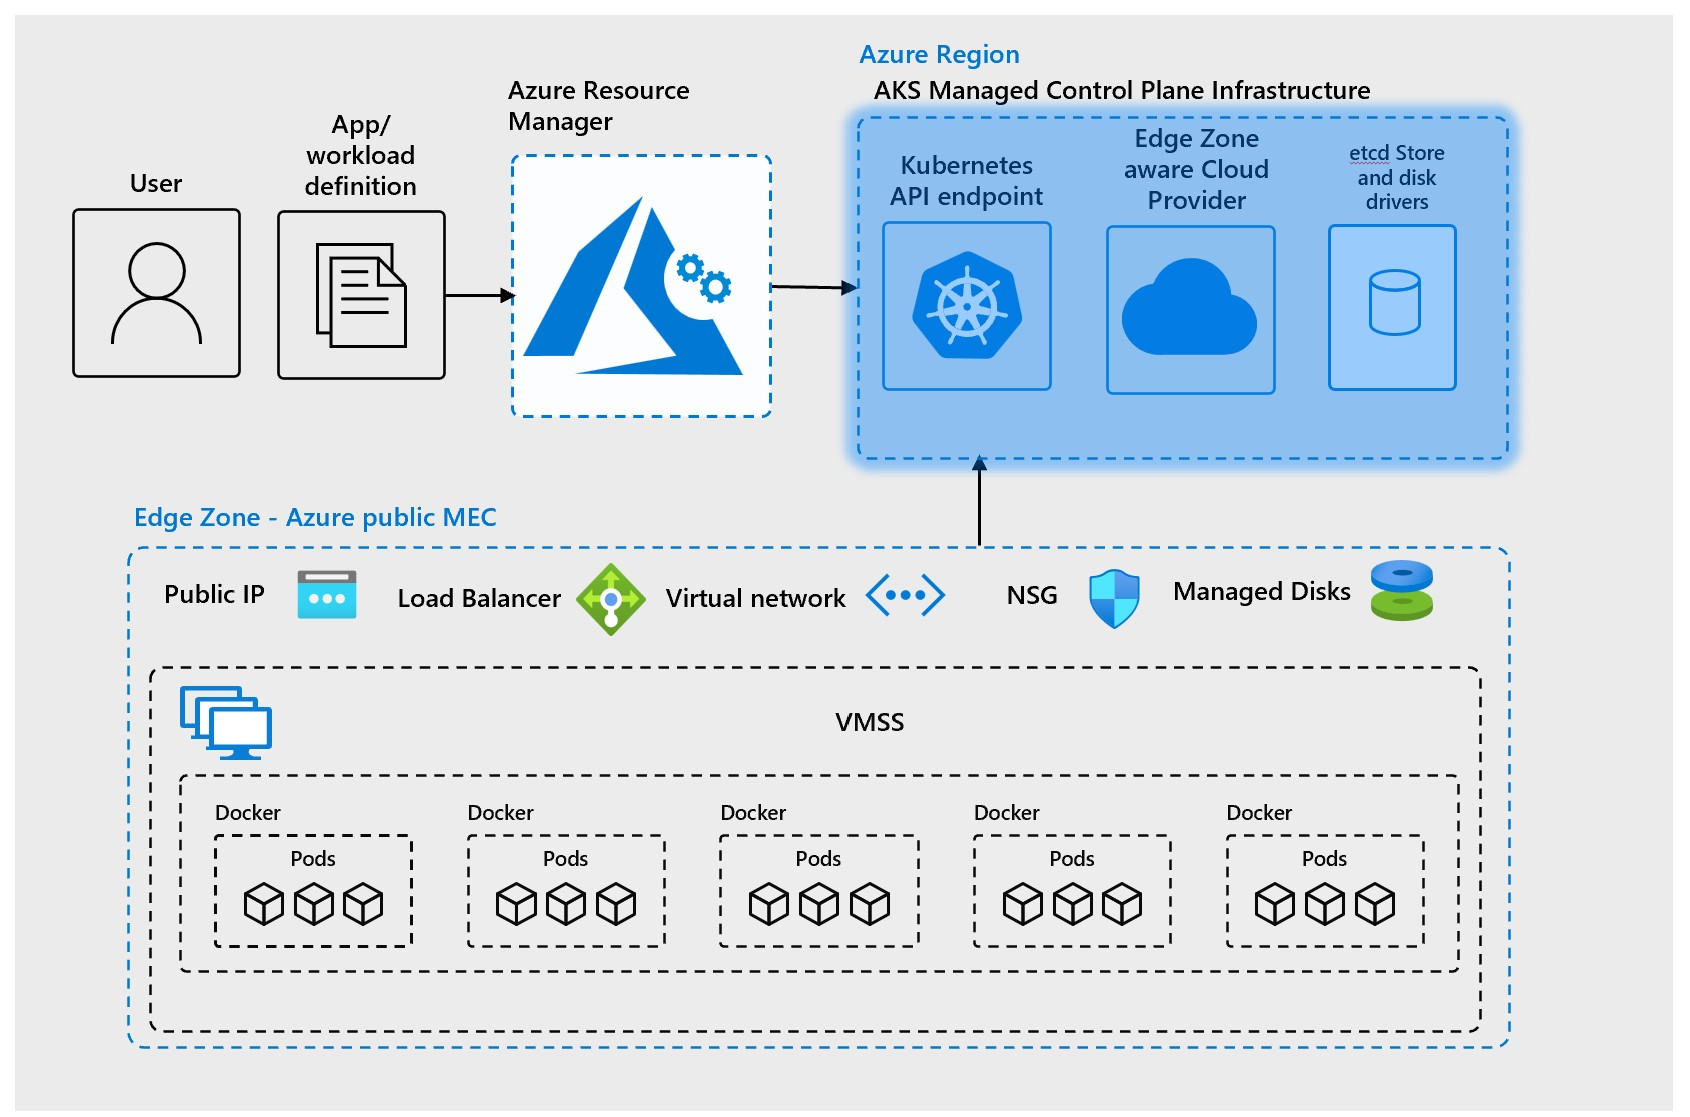 Azure Region
AKS Managed Control Plane Infrastructure
Azure Resource
Manager
App/
workload
definition
User
Kubernetes
API endpoint
Edge Zone
aware Cloud
Provider
etcd Store
and disk
drivers
Edge Zone - Azure public MEC
Public IP
Load Balancer
Virtual network
NSG
Managed Disks
VMSS
Docker
Docker
Docker
Docker
Docker
Pods
Pods
Pods
Pods
Pods